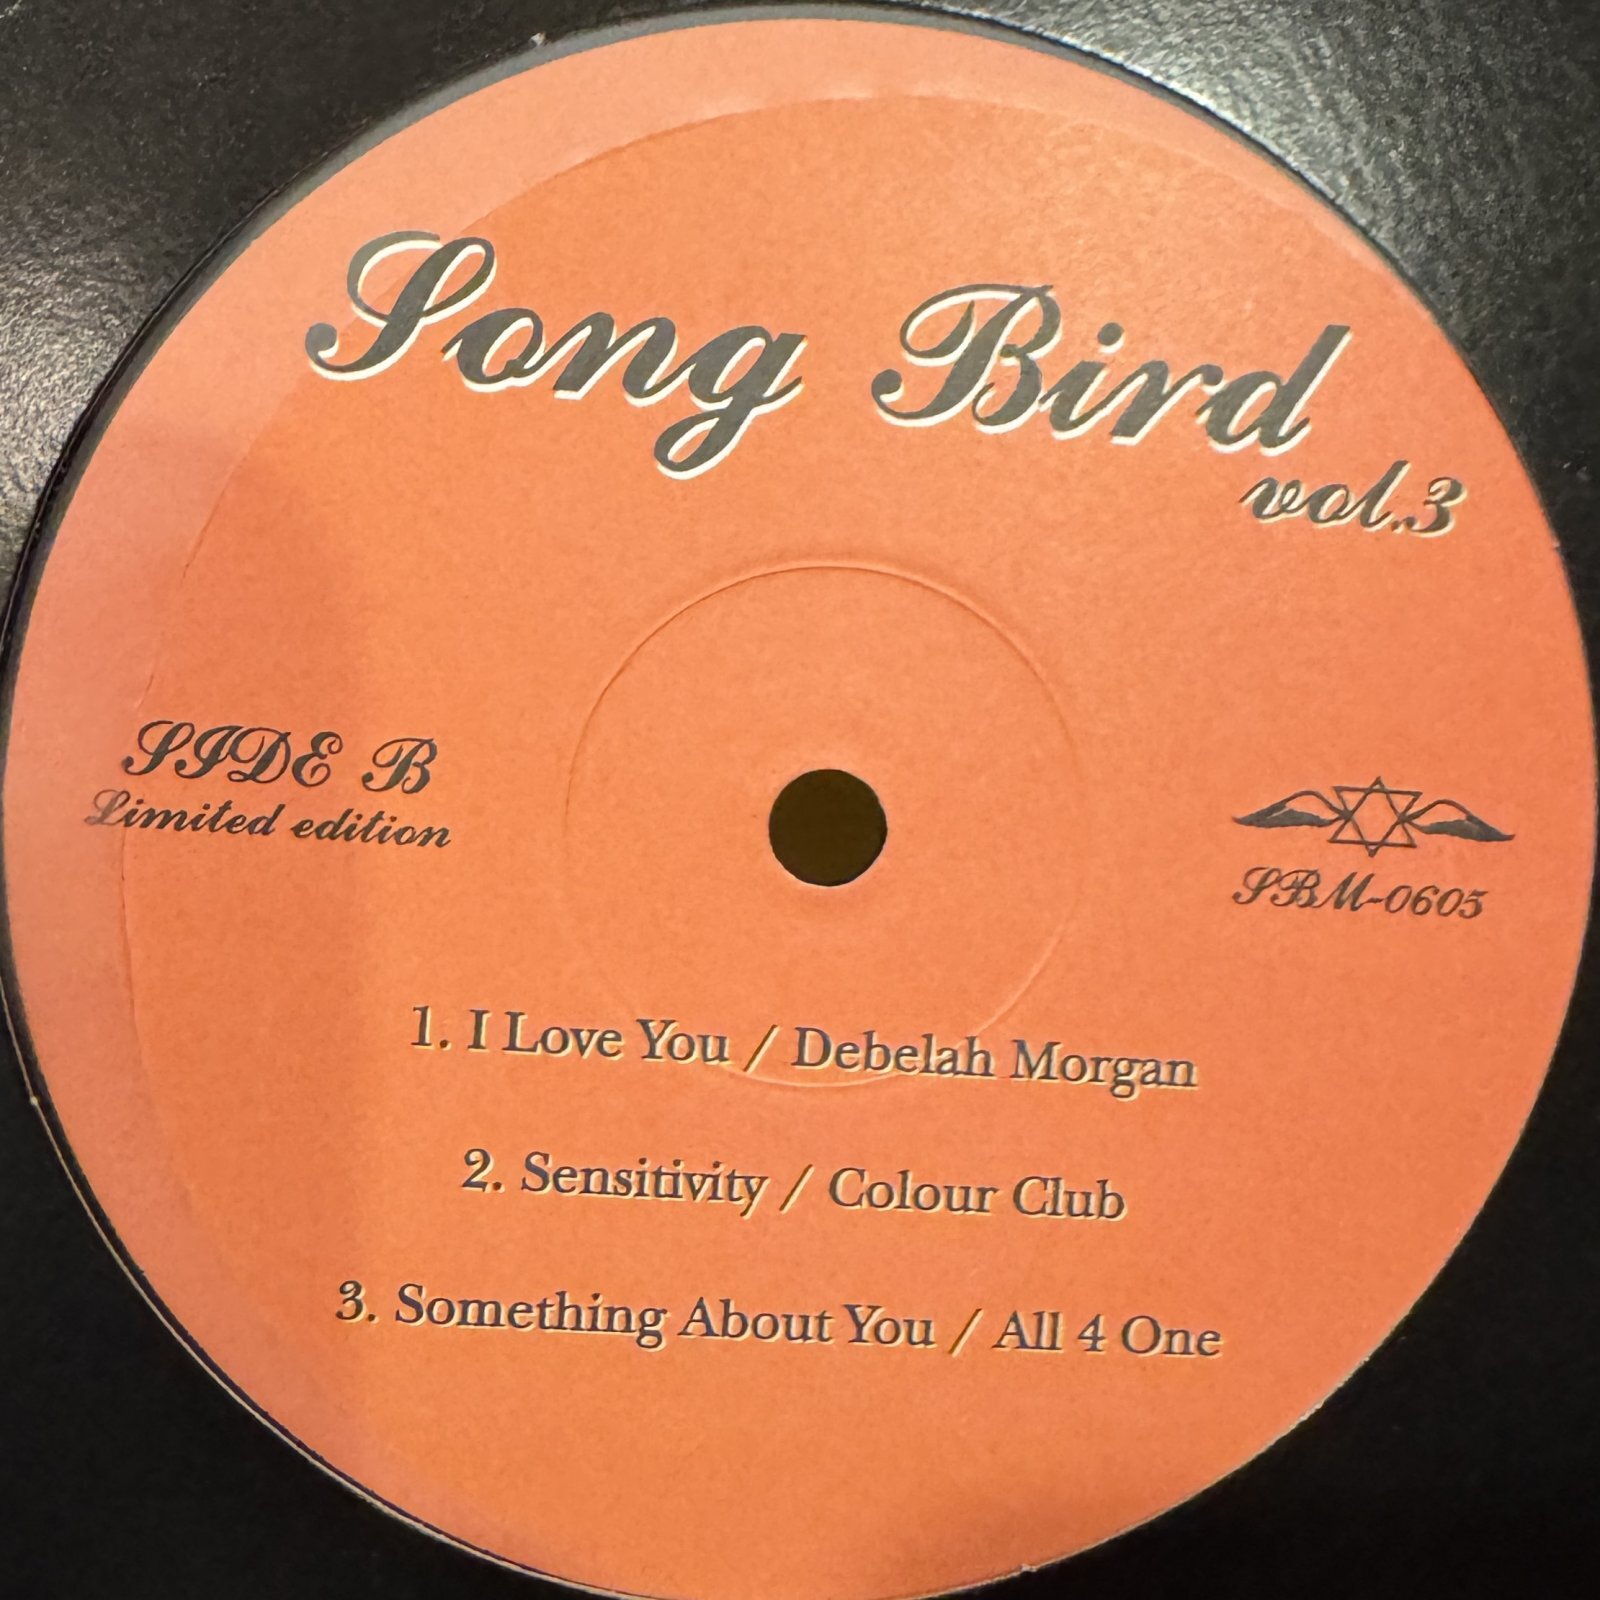 Song Bird
vol.3
SIDE B
Limited edition
SBM-0605
1. I Love You / Debelah Morgan
2. Sensitivity / Colour Club
3. Something About You / All 4 One